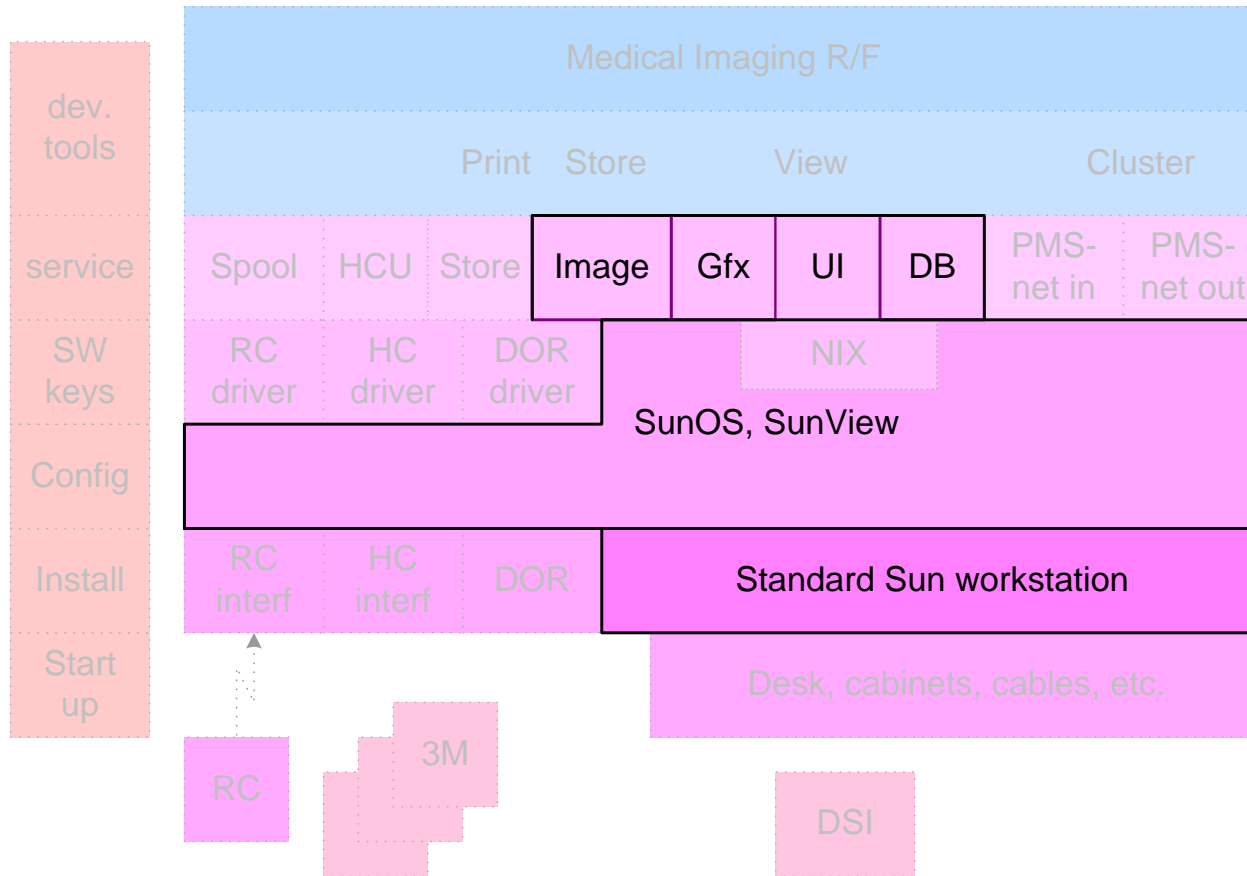 Medical Imaging R/F
dev.
tools
Print Store View Cluster
service
Spool HCU Store Image Gfx UI DB
PMS-
net in
PMS-
net out
SW
keys
RC
driver
HC
driver
DOR
driver
NIX
SunOS, SunView
Config
Install
RC
interf
HC
interf
DOR
Standard Sun workstation
Start
up
Desk, cabinets, cables, etc.
RC
3M
DSI